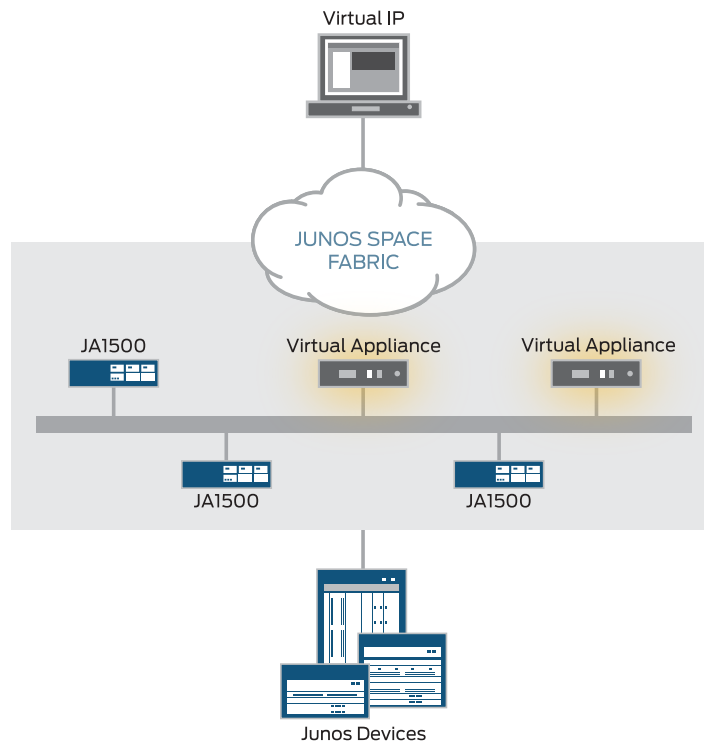 Virtual IP
JUNOS SPACE
FABRIC
JA1500
Virtual Appliance
Virtual Appliance
JA1500
JA1500
Junos Devices